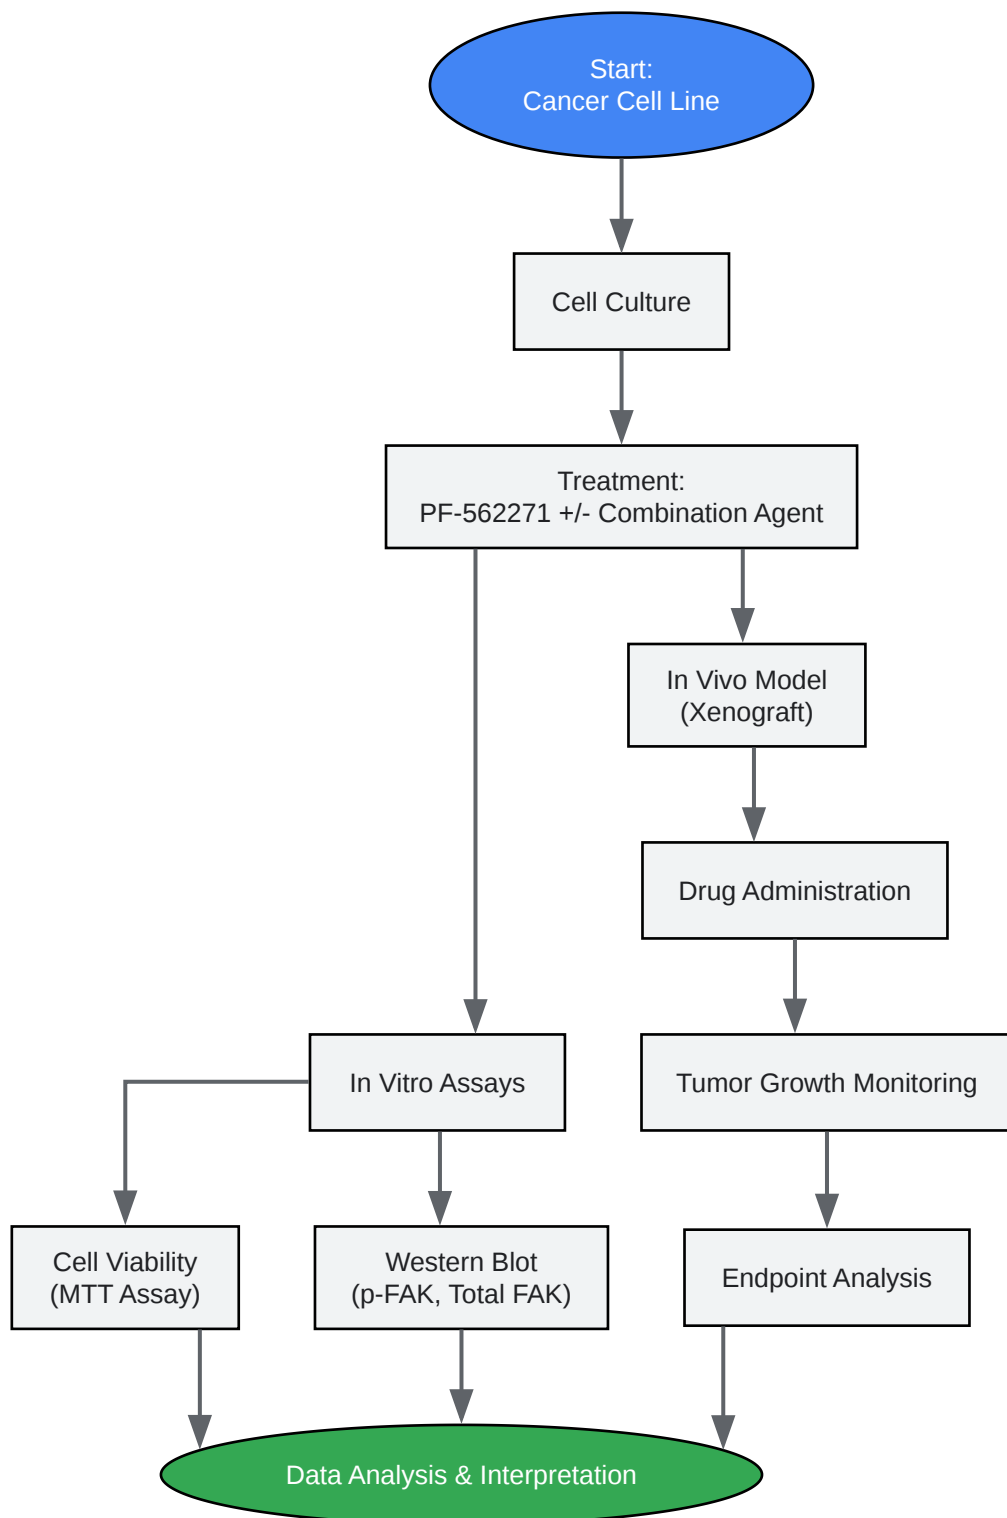 Start:
Cancer Cell Line
Cell Culture
Treatment:
PF-562271 +/- Combination Agent
In Vivo Model
(Xenograft)
Drug Administration
In Vitro Assays
Tumor Growth Monitoring
Cell Viability
(MTT Assay)
Western Blot
(p-FAK, Total FAK)
Endpoint Analysis
Data Analysis & Interpretation